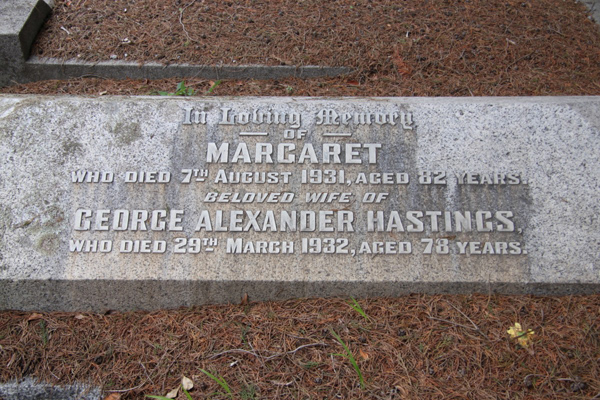 In Loving Memory
OF
MARGARET
WHO DIED 7TH AUGUST 1931, AGED 82 YEARS.
BELOVED WIFE OF
GEORGE ALEXANDER HASTINGS,
WHO DIED 29TH MARCH 1932, AGED 78 YEARS.